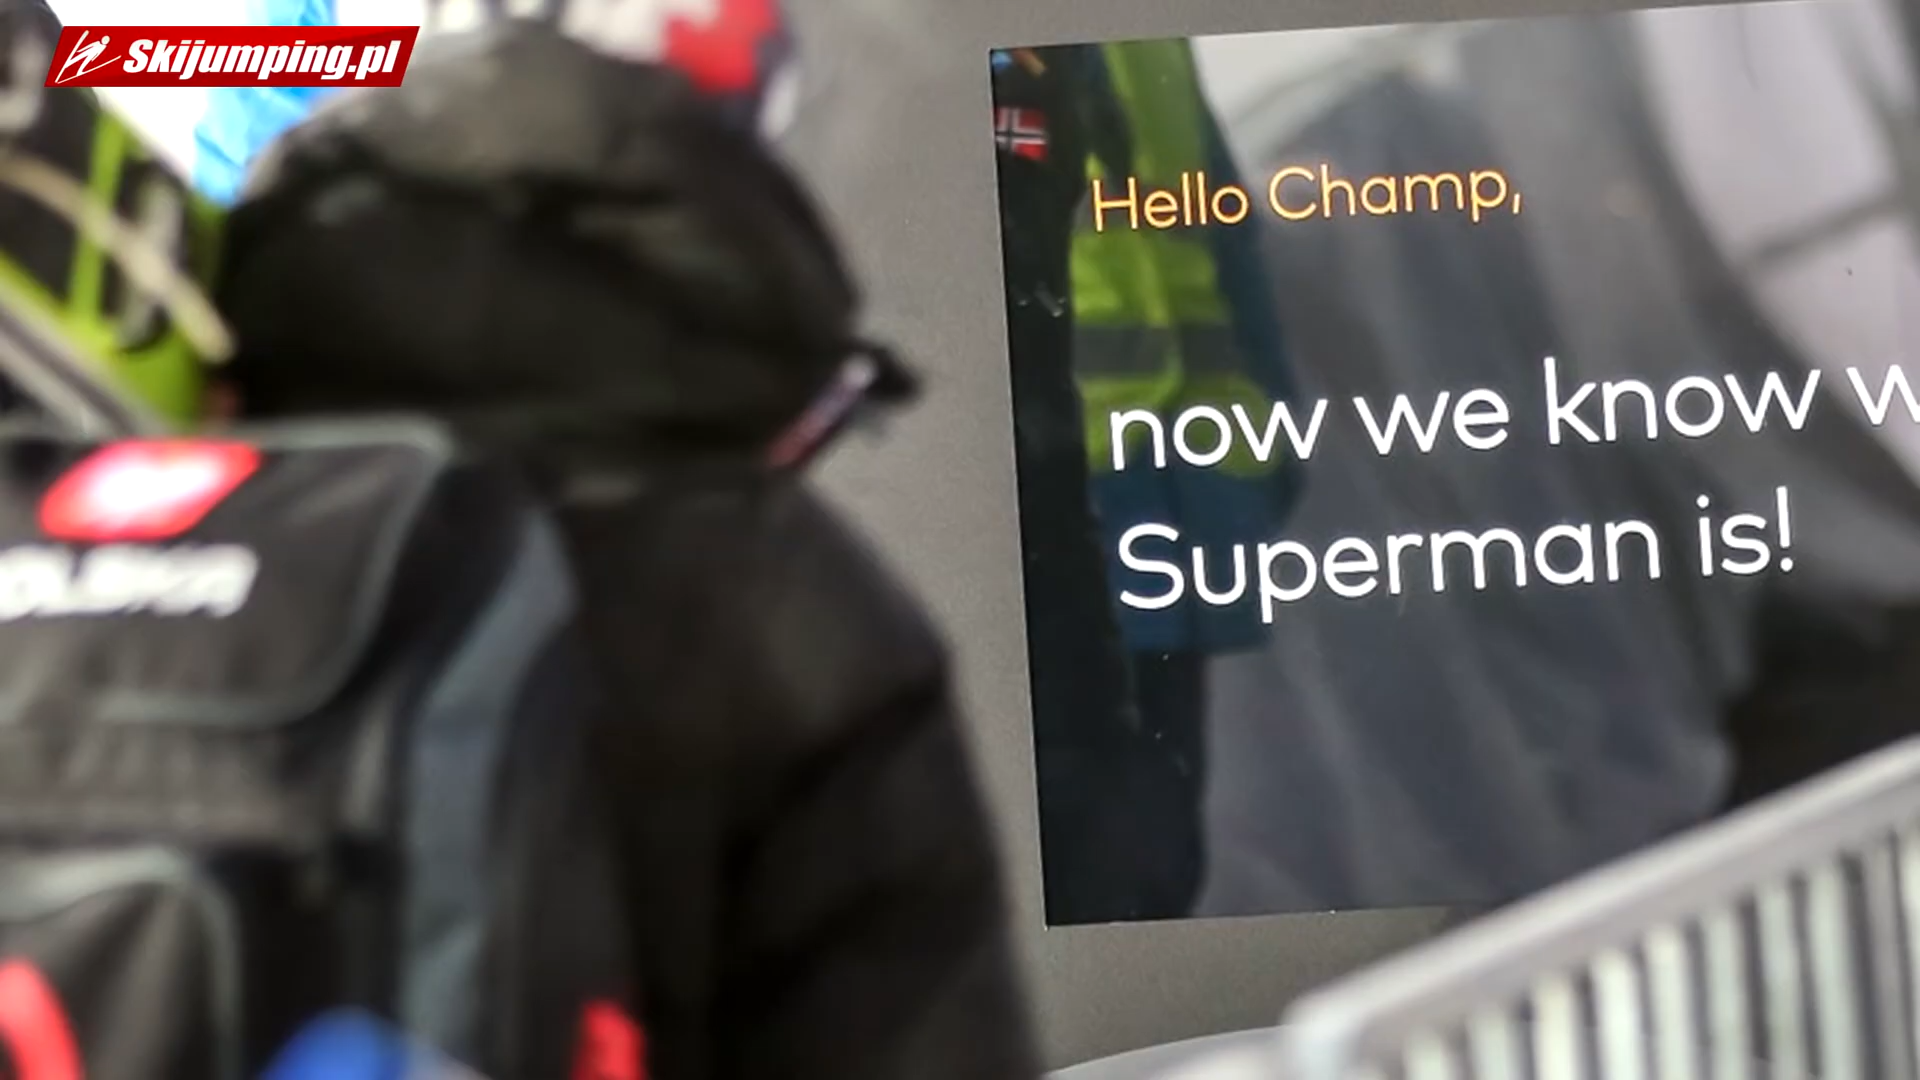 Skijumping.pl
Hello Champ,
now we know w
Superman is!